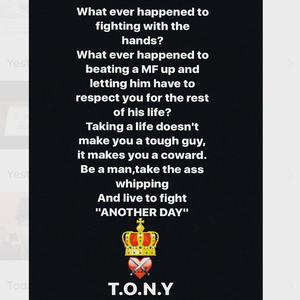 What ever happened to
fighting with the
hands?
What ever happened to
beating a MF up and
letting him have to
respect you for the rest
of his life?
Taking a life doesn't
make you a tough guy,
it makes you a coward.
Be a man,take the ass
whipping
And live to fight
"ANOTHER DAY"
T.O.N.Y